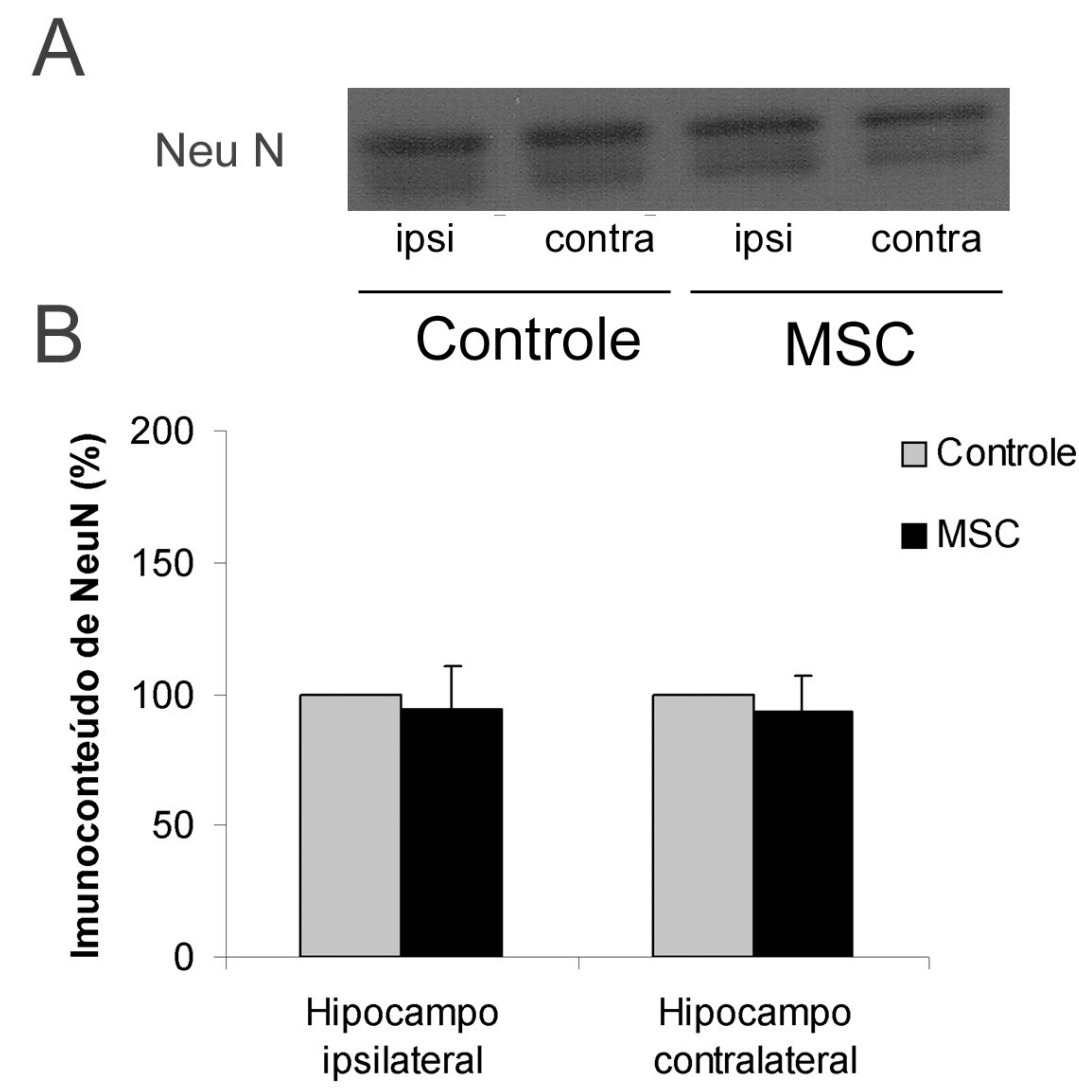 A
Neu N
ipsi contra ipsi contra
Controle MSC
B
Imunoconteúdo de NeuN (%)
200
150
100
50
0
Controle
MSC
Hipocampo
ipsilateral
Hipocampo
contralateral